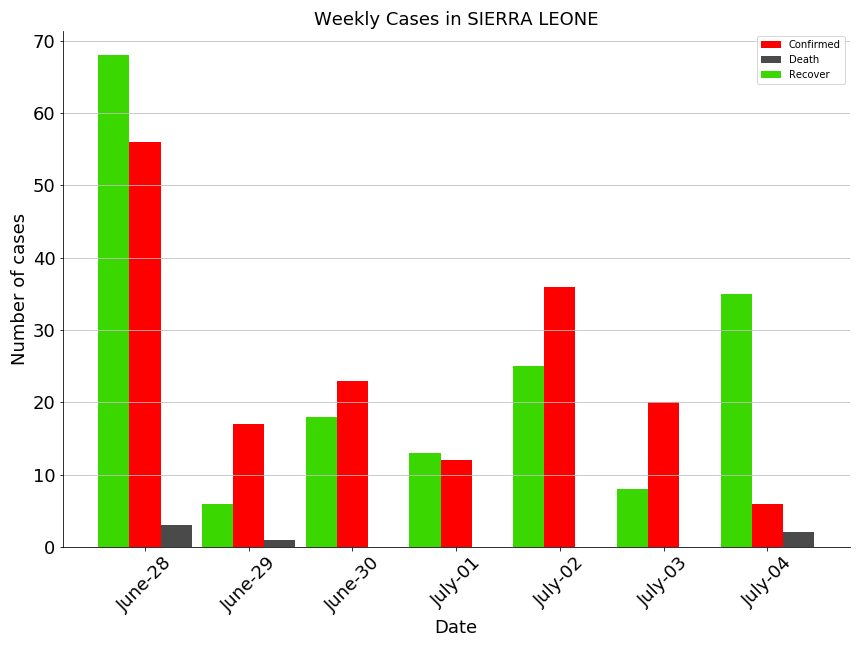 Weekly Cases in SIERRA LEONE
Confirmed
Death
Recover
Number of cases
70
60
50
40
30
20
10
0
June-28
June-29
June-30
July-01
July-02
July-03
July-04
Date